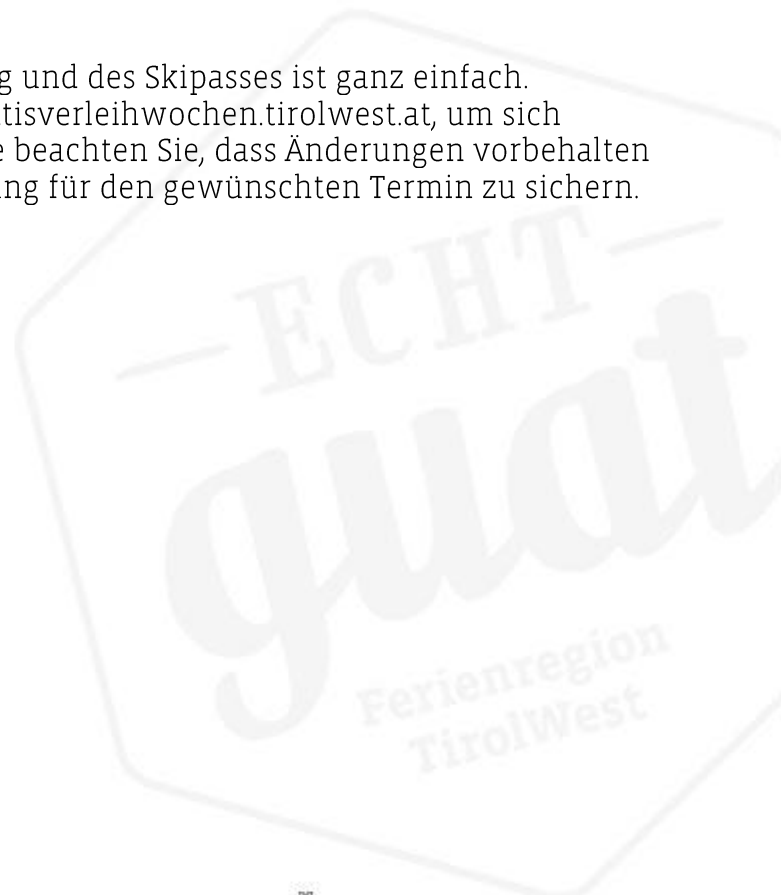 g und des Skipasses ist ganz einfach.
tisverleihwochen.tirolwest.at, um sich
e beachten Sie, dass Änderungen vorbehalten
ng für den gewünschten Termin zu sichern.
ECHT
guat
Ferienregion
TirolWest